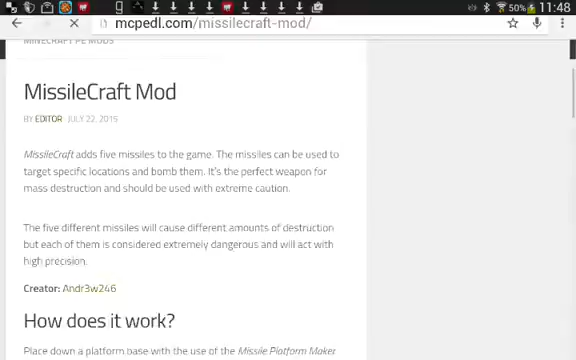 50% 11:48
mcpedl.com/missilecraft-mod/
MINECRAFT PE MODS
MissileCraft Mod
BY EDITOR · JULY 22, 2015
MissileCraft adds five missiles to the game. The missiles can be used to
target specific locations and bomb them. It's the perfect weapon for
mass destruction and should be used with extreme caution.
The five different missiles will cause different amounts of destruction
but each of them is considered extremely dangerous and will act with
high precision.
Creator: Andr3w246
How does it work?
Place down a platform base with the use of the Missile Platform Maker